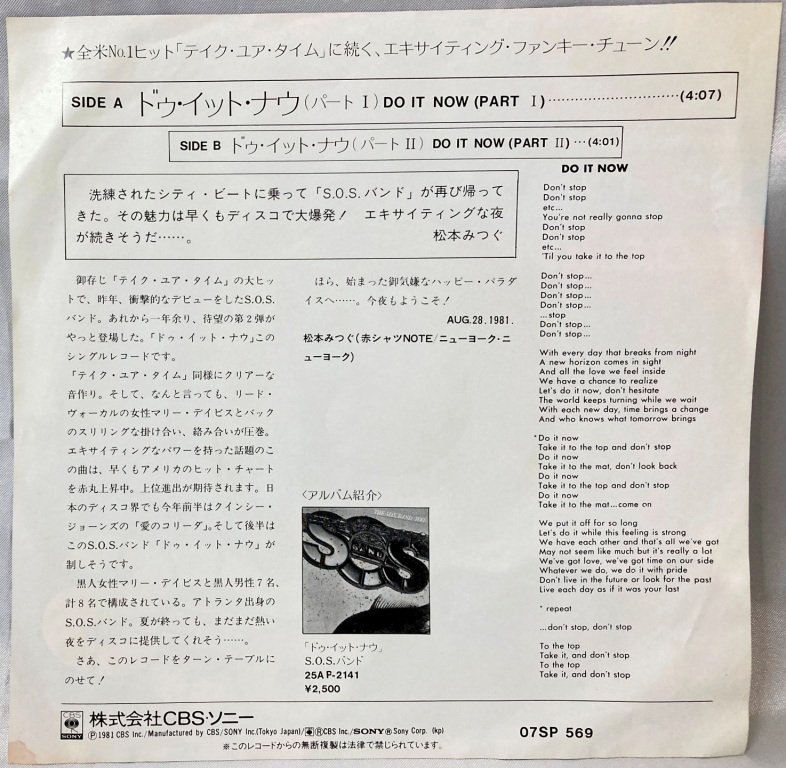 ★全米No.1ヒット「テイク・ユア・タイム」に続く、エキサイティング・ファンキー・チューン!!
SIDE A ドゥ・イット・ナウ(パートⅠ) DO IT NOW (PART Ⅰ)…………………………(4:07)
SIDE B ドゥ・イット・ナウ(パートⅡ) DO IT NOW (PART Ⅱ)…(4:01)
洗練されたシティ・ビートに乗って「S.O.S.バンド」が再び帰って
きた。その魅力は早くもディスコで大爆発! エキサイティングな夜
が続きそうだ……。 松本みつぐ
御存じ「テイク・ユア・タイム」の大ヒッ
トで、昨年、衝撃的なデビューをしたS.O.S.
バンド。あれから一年余り、待望の第2弾が
やっと登場した。「ドゥ・イット・ナウ」この
シングルレコードです。
「テイク・ユア・タイム」同様にクリアーな
音作り。そして、なんと言っても、リード・
ヴォーカルの女性マリー・デイビスとバック
のスリリングな掛け合い、絡み合いが圧巻。
エキサイティングなパワーを持った話題のこ
の曲は、早くもアメリカのヒット・チャート
を赤丸上昇中。上位進出が期待されます。日
本のディスコ界でも今年前半はクインシー・
ジョーンズの「愛のコリーダ」。そして後半は
このS.O.S.バンド「ドゥ・イット・ナウ」が
制しそうです。
黒人女性マリー・デイビスと黒人男性7名、
計8名で構成されている。アトランタ出身の
S.O.S.バンド。夏が終っても、まだまだ熱い
夜をディスコに提供してくれそう……。
さあ、このレコードをターン・テーブルに
のせて!
ほら、始まった御気嫌なハッピー・パラダ
イスへ……。今夜もようこそ!
AUG.28.1981.
松本みつぐ(赤シャツNOTE/ニューヨーク・ニ
ューヨーク)
〈アルバム紹介〉
SOS
BAND
「ドゥ・イット・ナウ」
S.O.S.バンド
25AP-2141
¥2,500
DO IT NOW
Don't stop
Don't stop
etc...
You're not really gonna stop
Don't stop
Don't stop
etc...
'Til you take it to the top
Don't stop...
Don't stop...
Don't stop...
Don't stop...
...stop
Don't stop...
Don't stop...
With every day that breaks from night
A new horizon comes in sight
And all the love we feel inside
We have a chance to realize
Let's do it now, don't hesitate
The world keeps turning while we wait
With each new day, time brings a change
And who knows what tomorrow brings
*Do it now
Take it to the top and don't stop
Do it now
Take it to the mat, don't look back
Do it now
Take it to the top and don't stop
Do it now
Take it to the mat...come on
We put it off for so long
Let's do it while this feeling is strong
We have each other and that's all we've got
May not seem much but it's really a lot
We've got love, we've got time on our side
Whatever we do, we do it with pride
Don't live in the future or look for the past
Live each day as if it was your last
* repeat
...don't stop, don't stop
To the top
Take it, and don't stop
To the top
Take it, and don't stop
CBS
SONY
株式会社CBS・ソニー
Ⓟ1981 CBS Inc./Manufactured by CBS/SONY Inc.(Tokyo Japan)/ ⓇCBS Inc./SONY® Sony Corp. (kp)
※このレコードからの無断複製は法律で禁じられています。
07SP 569